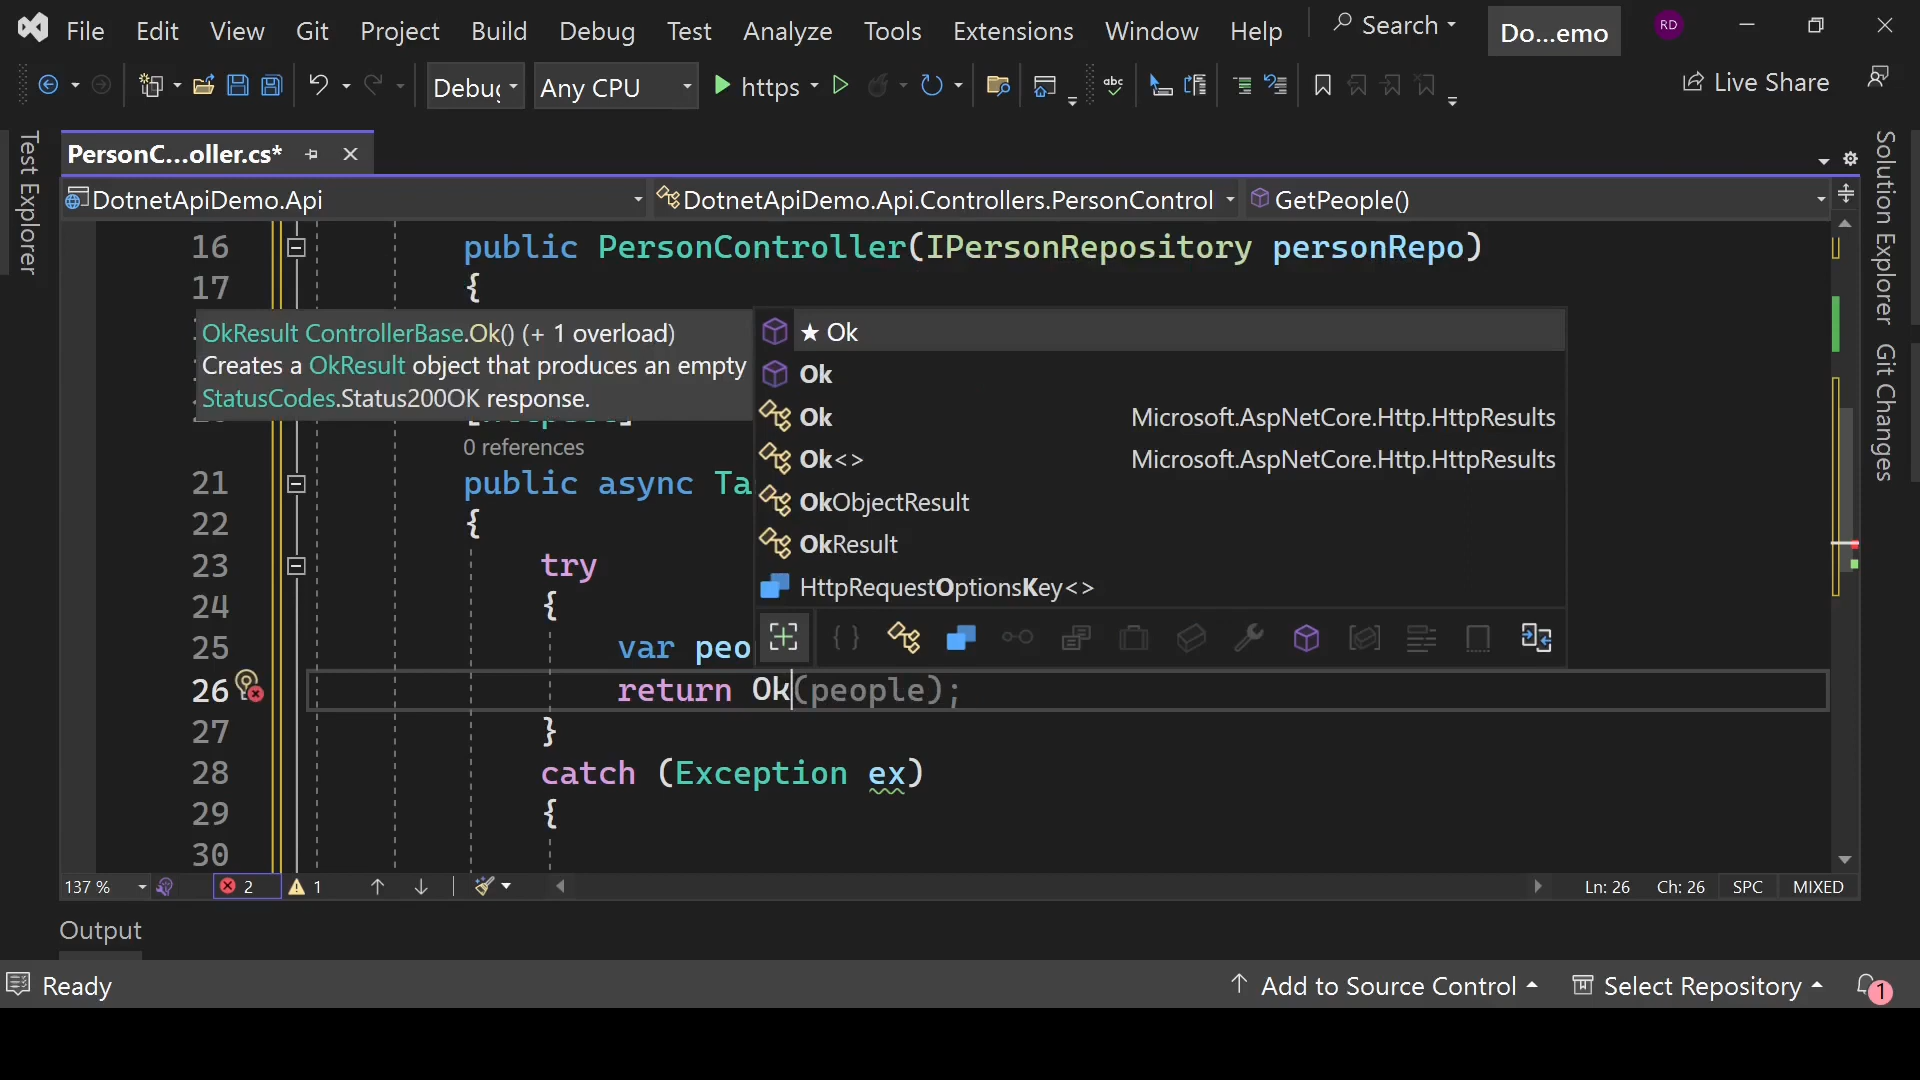 File Edit View Git Project Build Debug Test Analyze Tools Extensions Window Help Search Do...emo RD
Debug Any CPU https abc Live Share
Test Explorer
PersonC...oller.cs*
DotnetApiDemo.Api DotnetApiDemo.Api.Controllers.PersonControl GetPeople()
16 public PersonController(IPersonRepository personRepo)
17 {
OkResult ControllerBase.Ok() (+ 1 overload)
Creates a OkResult object that produces an empty
StatusCodes.Status200OK response.
★ Ok
Ok
Ok Microsoft.AspNetCore.Http.HttpResults
Ok<> Microsoft.AspNetCore.Http.HttpResults
OkObjectResult
OkResult
HttpRequestOptionsKey<>
0 references
21 public async Ta
22 {
23 try
24 {
25 var peo
26 return Ok(people);
27 }
28 catch (Exception ex)
29 {
30
137 % 2 1 Ln: 26 Ch: 26 SPC MIXED
Solution Explorer
Git Changes
Output
Ready Add to Source Control Select Repository 1